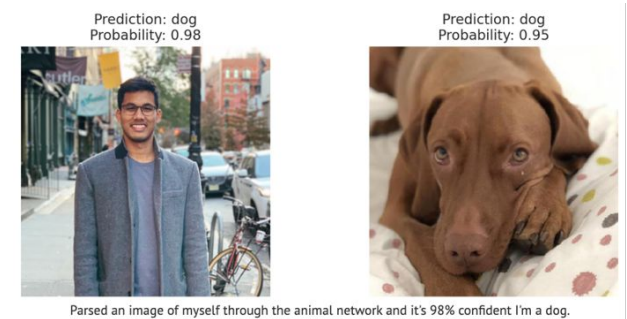 Prediction: dog
Probability: 0.98
Prediction: dog
Probability: 0.95
Parsed an image of myself through the animal network and it's 98% confident I'm a dog.